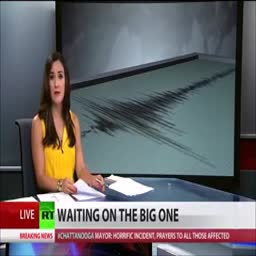 LIVE RT WAITING ON THE BIG ONE
BREAKING NEWS #CHATTANOOGA MAYOR: HORRIFIC INCIDENT, PRAYERS TO ALL THOSE AFFECTED